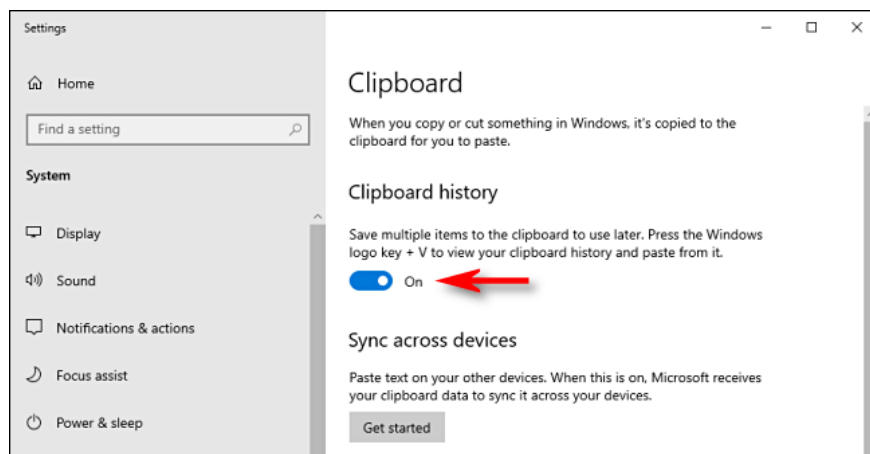 Settings
Home
Find a setting
System
Display
Sound
Notifications & actions
Focus assist
Power & sleep
Clipboard
When you copy or cut something in Windows, it's copied to the
clipboard for you to paste.
Clipboard history
Save multiple items to the clipboard to use later. Press the Windows
logo key + V to view your clipboard history and paste from it.
On
Sync across devices
Paste text on your other devices. When this is on, Microsoft receives
your clipboard data to sync it across your devices.
Get started